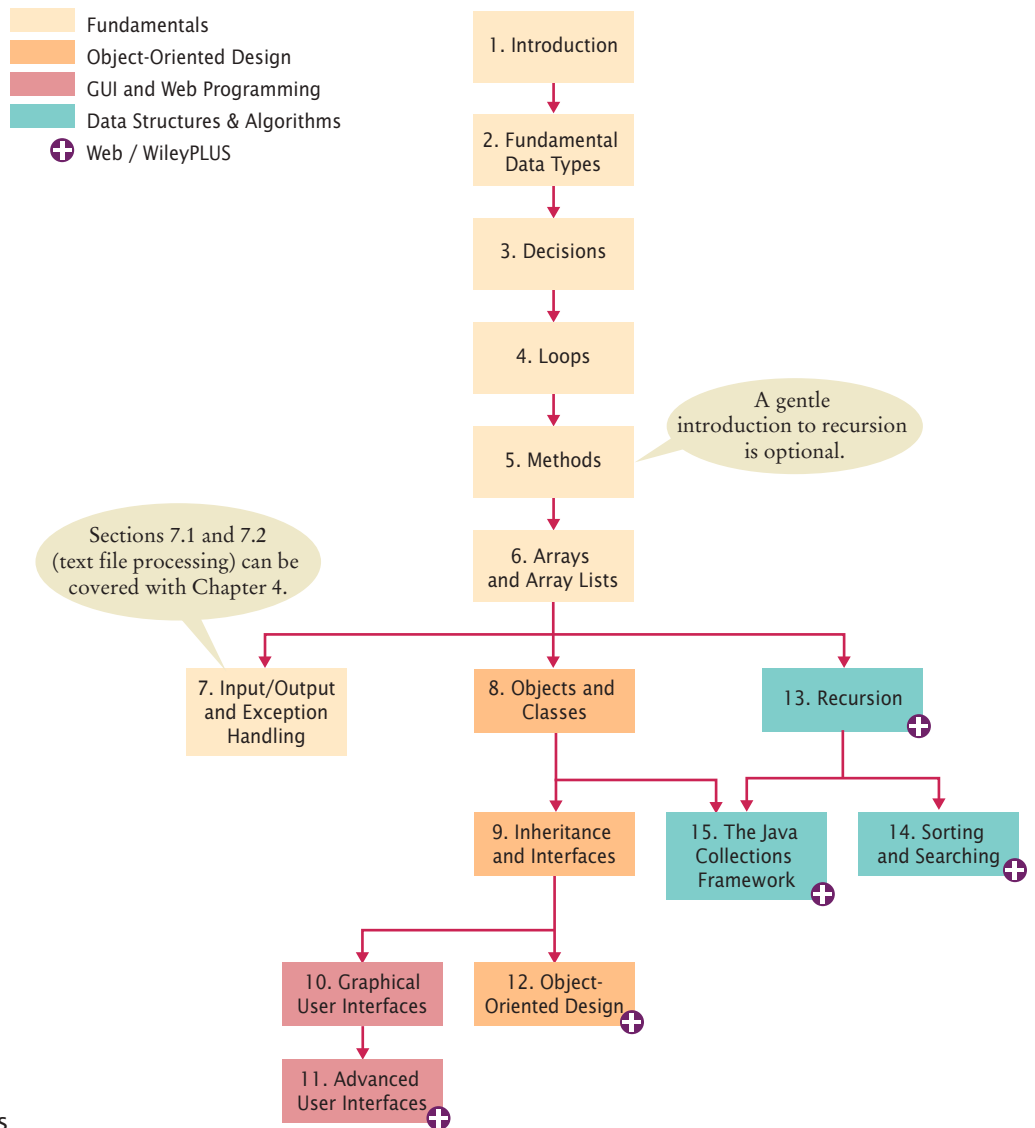 Fundamentals
Object-Oriented Design
GUI and Web Programming
Data Structures & Algorithms
Web / WileyPLUS
1. Introduction
2. Fundamental
Data Types
3. Decisions
4. Loops
A gentle
introduction to recursion
is optional.
5. Methods
Sections 7.1 and 7.2
(text file processing) can be
covered with Chapter 4.
6. Arrays
and Array Lists
7. Input/Output
and Exception
Handling
8. Objects and
Classes
13. Recursion
9. Inheritance
and Interfaces
15. The Java
Collections
Framework
14. Sorting
and Searching
10. Graphical
User Interfaces
12. Object-
Oriented Design
11. Advanced
User Interfaces
s